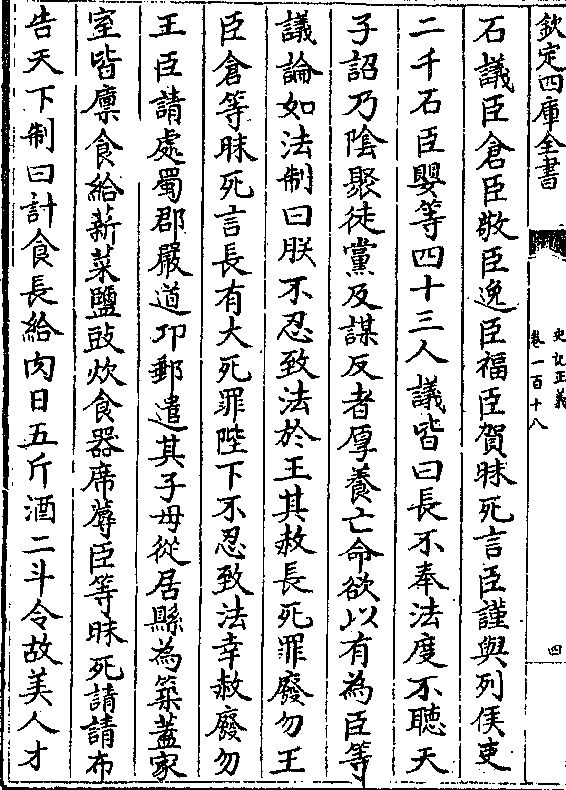 欽定四庫全書
史記正義
卷一百十八
四
石議臣倉臣敬臣逸臣福臣賀昧死言臣謹與列侯吏
二千石臣嬰等四十三人議皆曰長不奉法度不聽天
子詔乃陰聚徒黨及謀反者厚養亡命欲以有為臣等
議論如法制曰朕不忍致法於王其赦長死罪廢勿王
臣倉等昧死言長有大死罪陛下不忍致法幸赦廢勿
王臣請處蜀郡嚴道卭郵遣其子母從居縣為築蓋家
室皆廩食給薪菜鹽豉炊食器席蓐臣等昧死請請布
告天下制曰計食長給肉日五斤酒二斗令故美人才